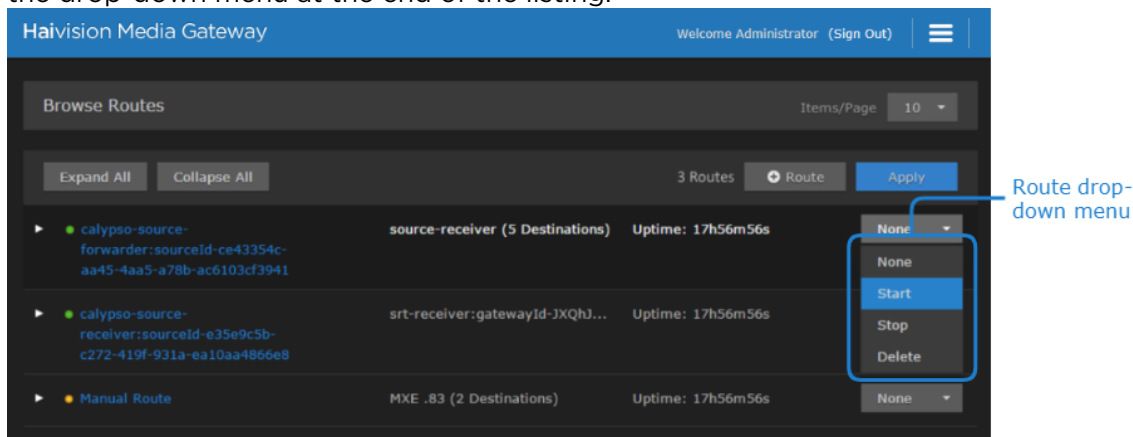 the drop-down menu at the end of the listing.
Haivision Media Gateway
Welcome Administrator (Sign Out)
Browse Routes
Items/Page 10
Expand All Collapse All 3 Routes Route Apply
Route drop-
down menu
calypso-source-
forwarder:sourceId-ce43354c-
aa45-4aa5-a78b-ac6103cf3941
source-receiver (5 Destinations) Uptime: 17h56m56s None
None
Start
Stop
Delete
calypso-source-
receiver:sourceId-e35e9c5b-
c272-419f-931a-ea10aa4866e8
srt-receiver:gatewayId-JXQhJ... Uptime: 17h56m56s
Manual Route MXE .83 (2 Destinations) Uptime: 17h56m56s None